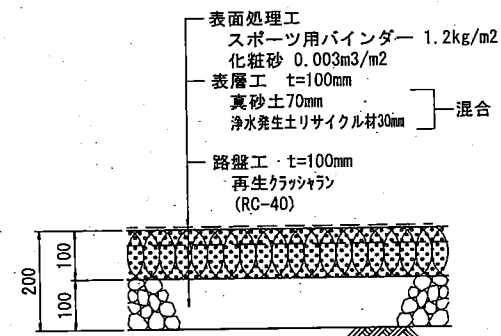 表面処理工
スポーツ用バインダー 1.2kg/m2
化粧砂 0.003m3/m2
表層工 t=100mm
真砂土70mm
浄水発生土リサイクル材30mm
混合
路盤工 t=100mm
再生クラッシャラン
(RC-40)
200
100
100